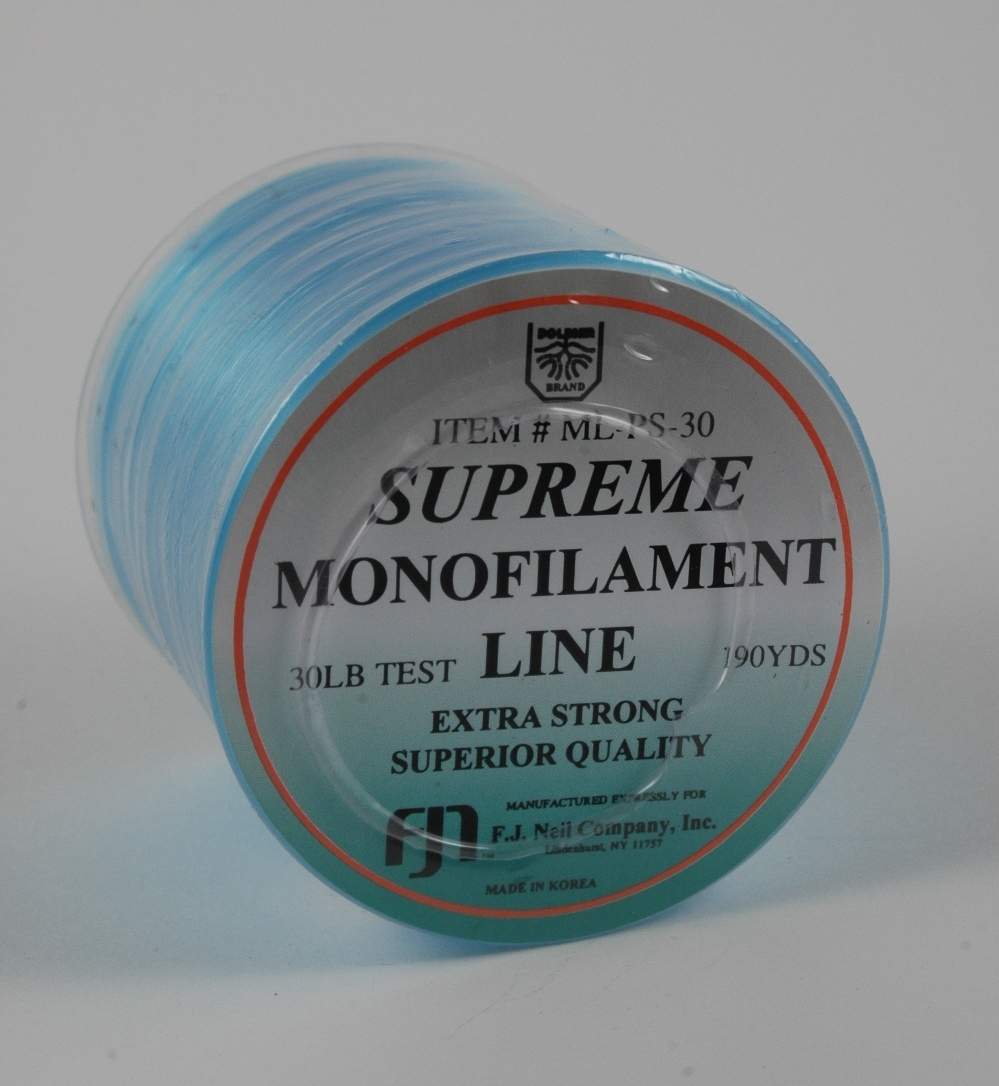 BRAND
ITEM # ML-PS-30
SUPREME
MONOFILAMENT
LINE
30LB TEST
190YDS
EXTRA STRONG
SUPERIOR QUALITY
MANUFACTURED EXPRESSLY FOR
FJN
F.J. Neil Company, Inc.
Lindenhurst, NY 11757
MADE IN KOREA